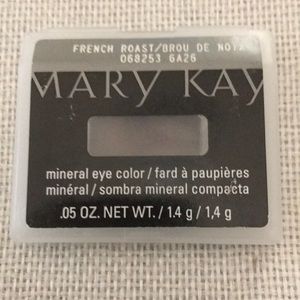 FRENCH ROAST/BROU DE NOIX
068253 6A26
MARY KAY
mineral eye color / fard à paupières
minéral / sombra mineral compacta
.05 OZ. NET WT. / 1.4 g / 1,4 g